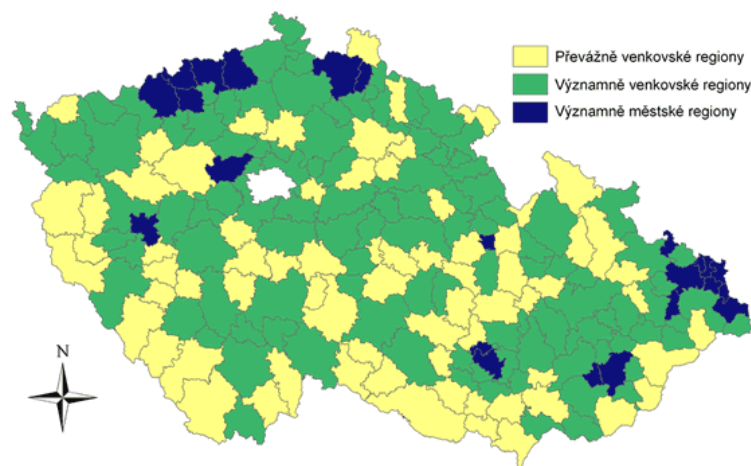 Převážně venkovské regiony
Významně venkovské regiony
Významně městské regiony
N